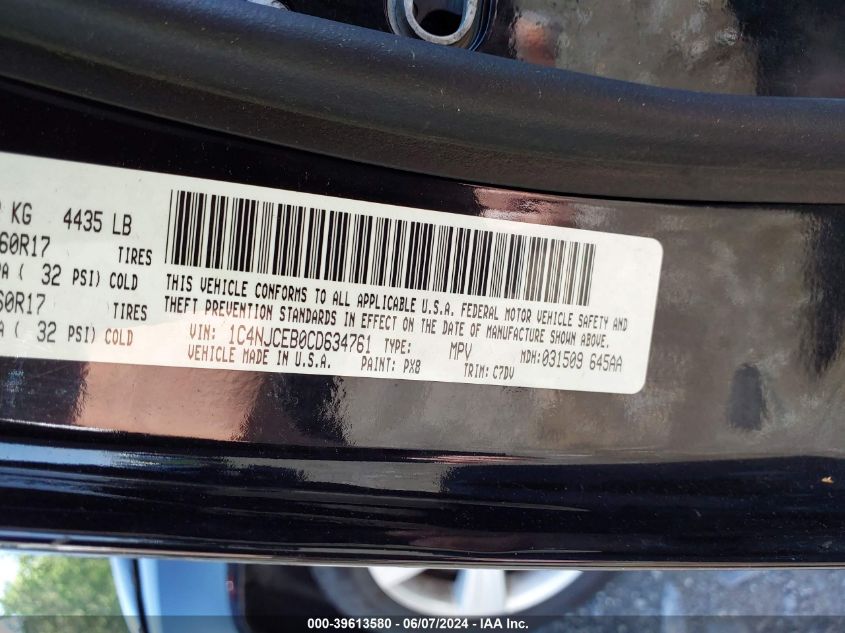 KG 4435 LB
60R17 TIRES
PA ( 32 PSI) COLD
60R17 TIRES
A ( 32 PSI) COLD
THIS VEHICLE CONFORMS TO ALL APPLICABLE U.S.A. FEDERAL MOTOR VEHICLE SAFETY AND
THEFT PREVENTION STANDARDS IN EFFECT ON THE DATE OF MANUFACTURE SHOWN ABOVE.
VIN: 1C4NJCEB0CD634761 TYPE: MPV MDH:031509 645AA
VEHICLE MADE IN U.S.A. PAINT: PX8 TRIM: C7DV
000-39613580 - 06/07/2024 - IAA Inc.